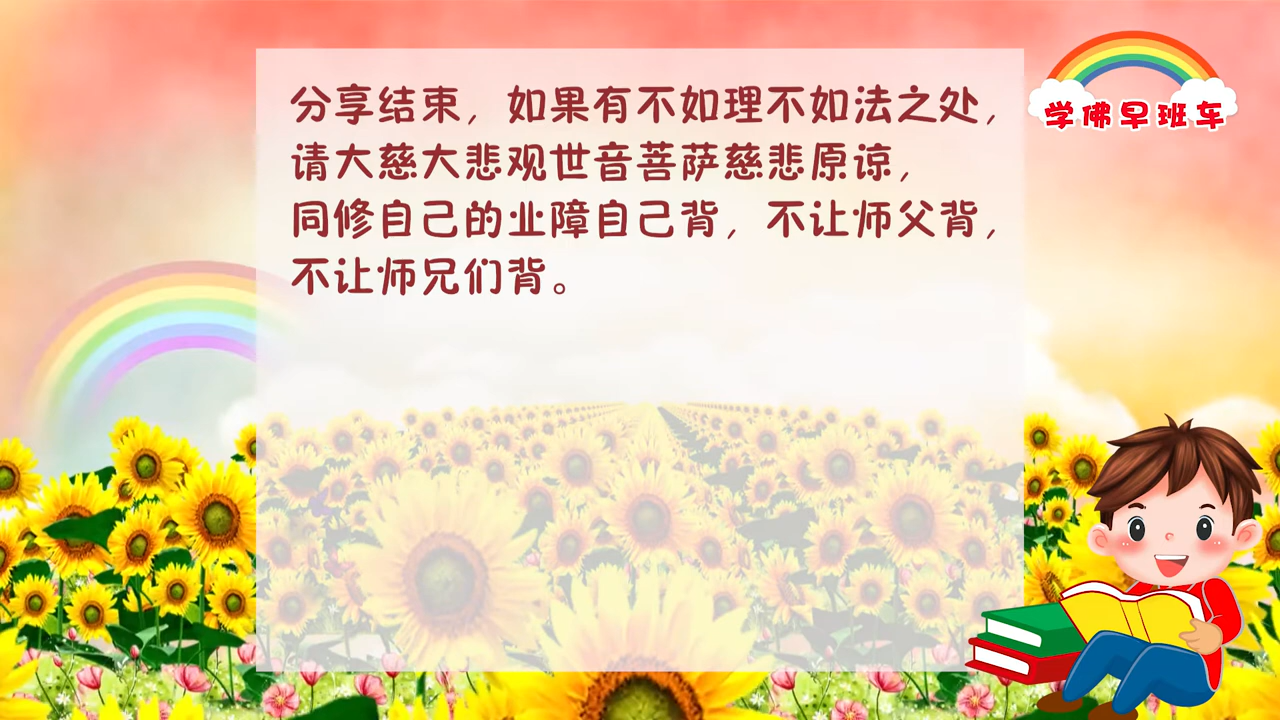 分享结束，如果有不如理不如法之处，
请大慈大悲观世音菩萨慈悲原谅，
同修自己的业障自己背，不让师父背，
不让师兄们背。
学佛早班车